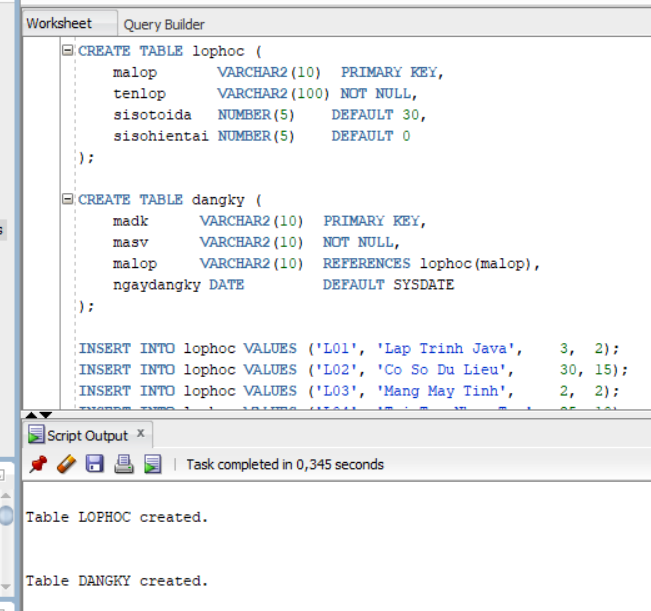 Worksheet Query Builder
CREATE TABLE lophoc (
malop VARCHAR2(10) PRIMARY KEY,
tenlop VARCHAR2(100) NOT NULL,
sisotoida NUMBER(5) DEFAULT 30,
sisohientai NUMBER(5) DEFAULT 0
);
CREATE TABLE dangky (
madk VARCHAR2(10) PRIMARY KEY,
masv VARCHAR2(10) NOT NULL,
malop VARCHAR2(10) REFERENCES lophoc(malop),
ngaydangky DATE DEFAULT SYSDATE
);
INSERT INTO lophoc VALUES ('L01', 'Lap Trinh Java', 3, 2);
INSERT INTO lophoc VALUES ('L02', 'Co So Du Lieu', 30, 15);
INSERT INTO lophoc VALUES ('L03', 'Mang May Tinh', 2, 2);
Script Output x
Task completed in 0,345 seconds
Table LOPHOC created.
Table DANGKY created.